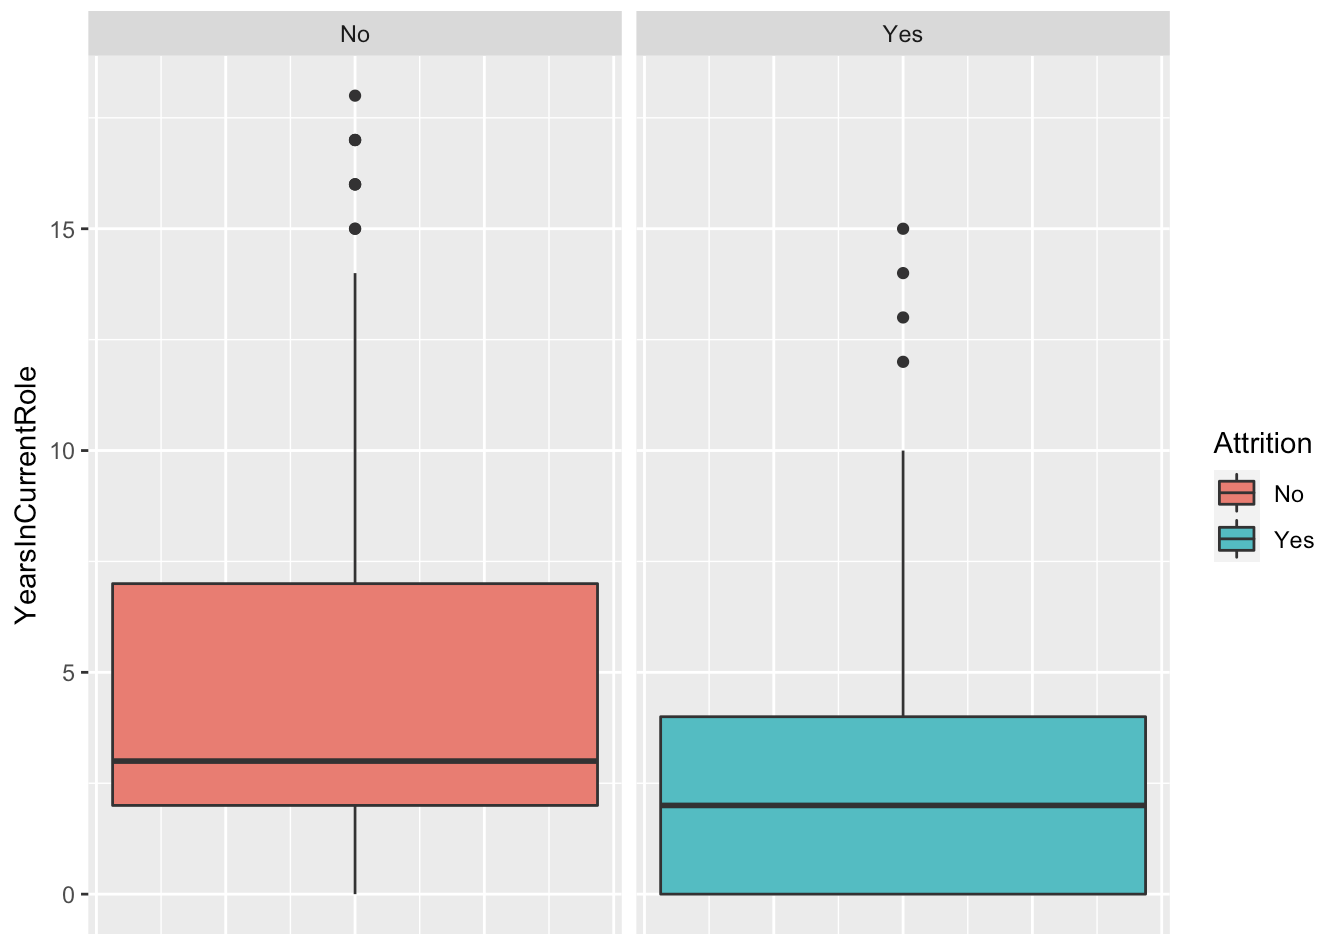 No
Yes
YearsInCurrentRole
15
10
5
0
Attrition
No
Yes